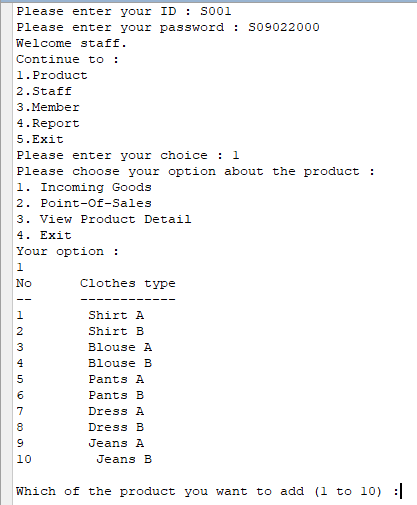 Please enter your ID : S001
Please enter your password : S09022000
Welcome staff.
Continue to :
1.Product
2.Staff
3.Member
4.Report
5.Exit
Please enter your choice : 1
Please choose your option about the product :
1. Incoming Goods
2. Point-Of-Sales
3. View Product Detail
4. Exit
Your option :
1
No      Clothes type
--      ------------
1        Shirt A
2        Shirt B
3        Blouse A
4        Blouse B
5        Pants A
6        Pants B
7        Dress A
8        Dress B
9        Jeans A
10        Jeans B
Which of the product you want to add (1 to 10) :